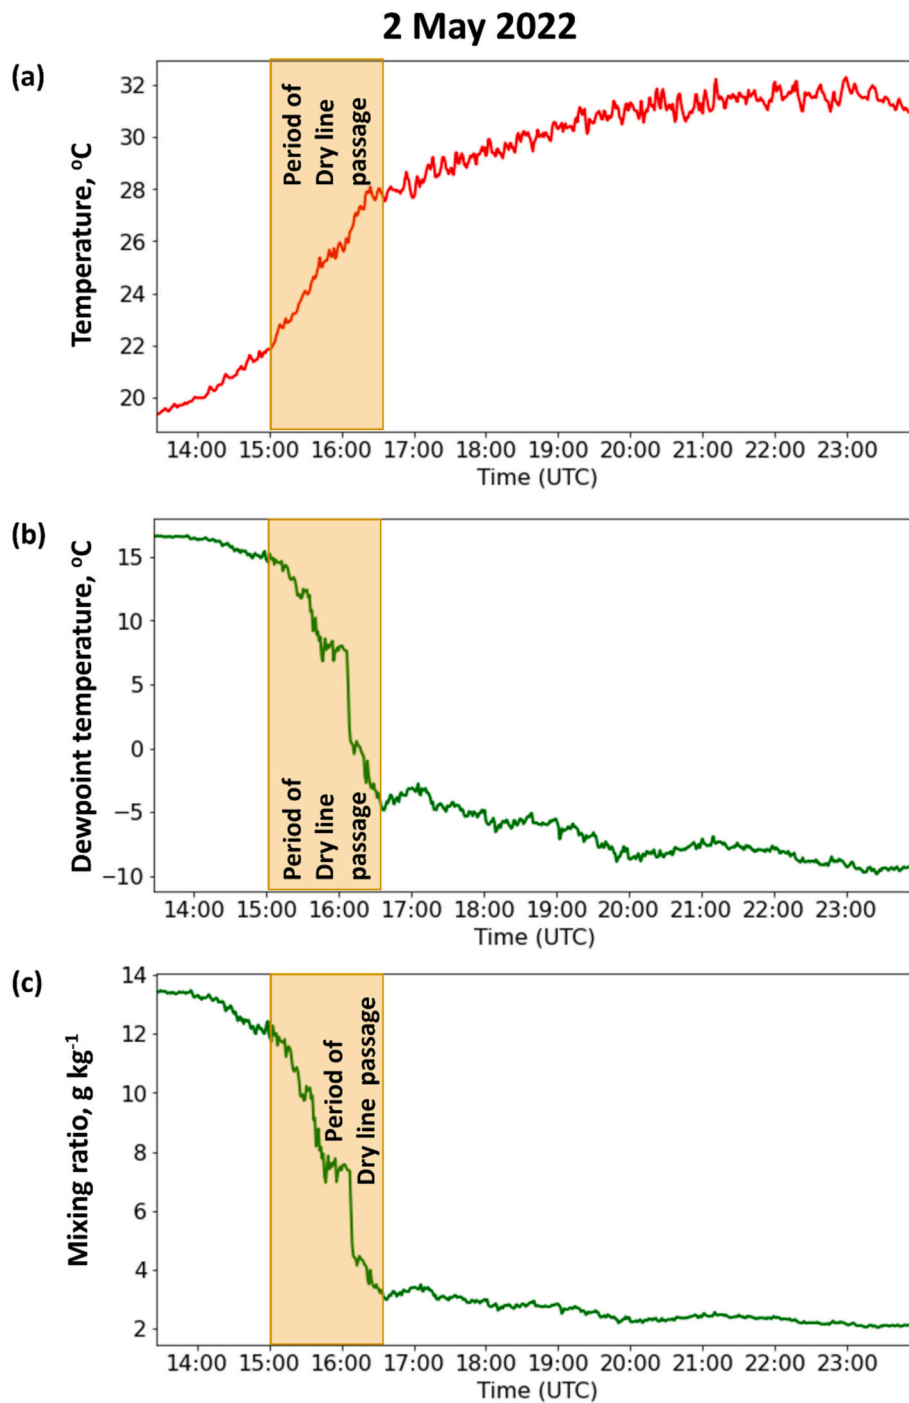 2 May 2022
(a)
Temperature, ºC
32
30
28
26
24
22
20
Period of
Dry line
passage
14:00 15:00 16:00 17:00 18:00 19:00 20:00 21:00 22:00 23:00
Time (UTC)
(b)
Dewpoint temperature, ºC
15
10
5
0
−5
−10
Period of
Dry line
passage
14:00 15:00 16:00 17:00 18:00 19:00 20:00 21:00 22:00 23:00
Time (UTC)
(c)
Mixing ratio, g kg⁻¹
14
12
10
8
6
4
2
Period of
Dry line passage
14:00 15:00 16:00 17:00 18:00 19:00 20:00 21:00 22:00 23:00
Time (UTC)